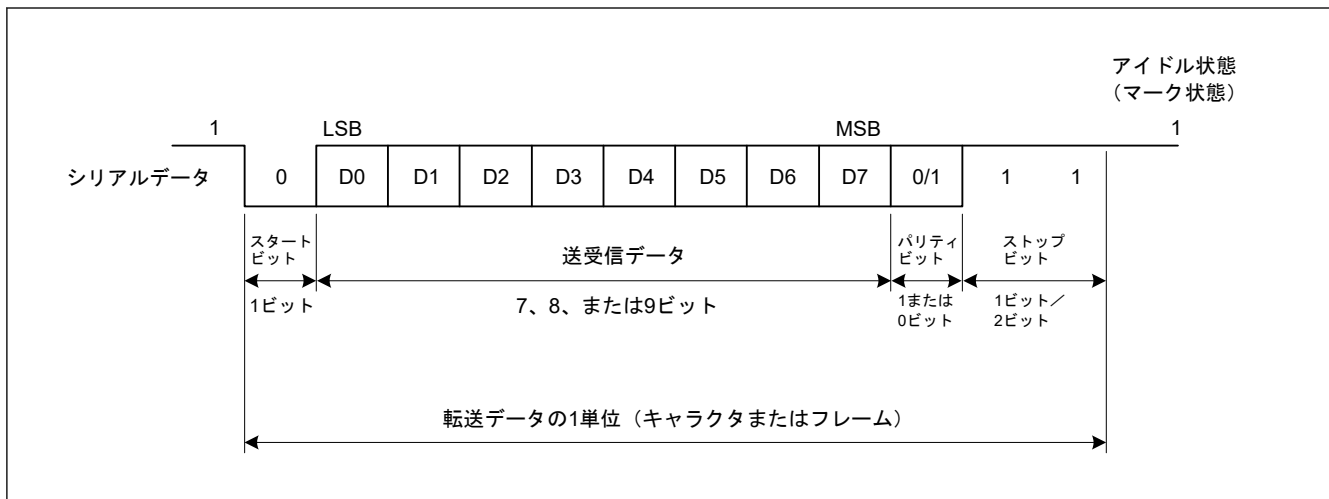 アイドル状態
（マーク状態）
1 LSB MSB 1
シリアルデータ 0 D0 D1 D2 D3 D4 D5 D6 D7 0/1 1 1
スタート
ビット
送受信データ
パリティ
ビット
ストップ
ビット
1ビット
7、8、または9ビット
1または
0ビット
1ビット／
2ビット
転送データの1単位（キャラクタまたはフレーム）